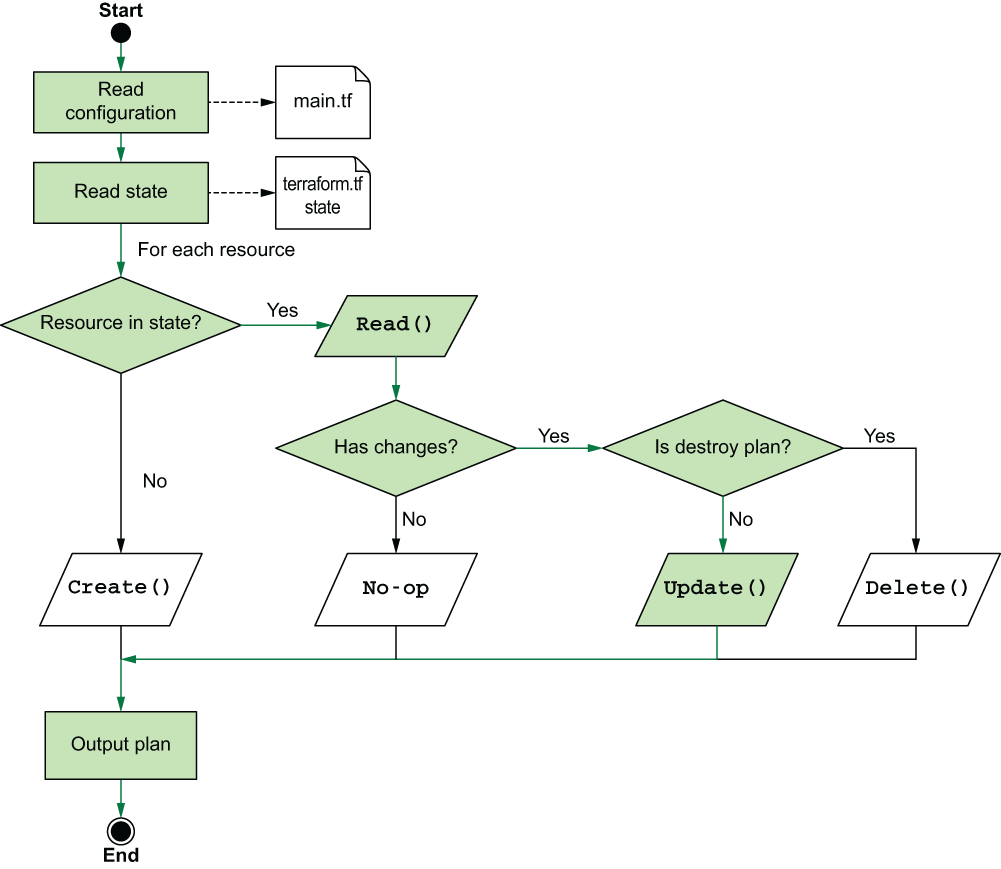 Start
Read
configuration
main.tf
Read state
terraform.tf
state
For each resource
Resource in state?
Yes
Read()
Has changes?
Yes
Is destroy plan?
Yes
No
No
No
Create()
No-op
Update()
Delete()
Output plan
End